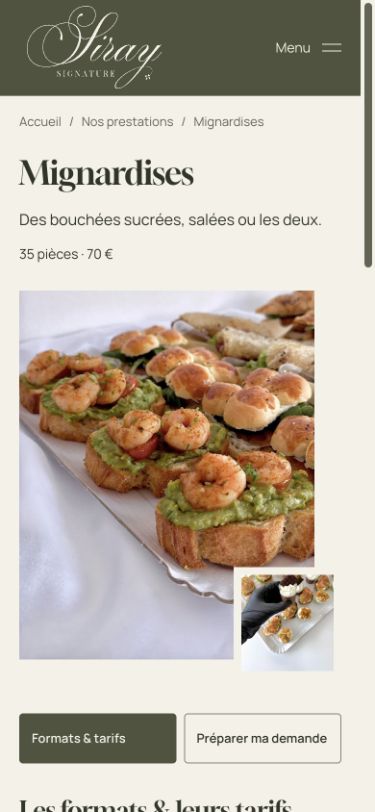 Siray
SIGNATURE
Menu
Accueil / Nos prestations / Mignardises
Mignardises
Des bouchées sucrées, salées ou les deux.
35 pièces · 70 €
Formats & tarifs
Préparer ma demande
Les formats & leurs tarifs